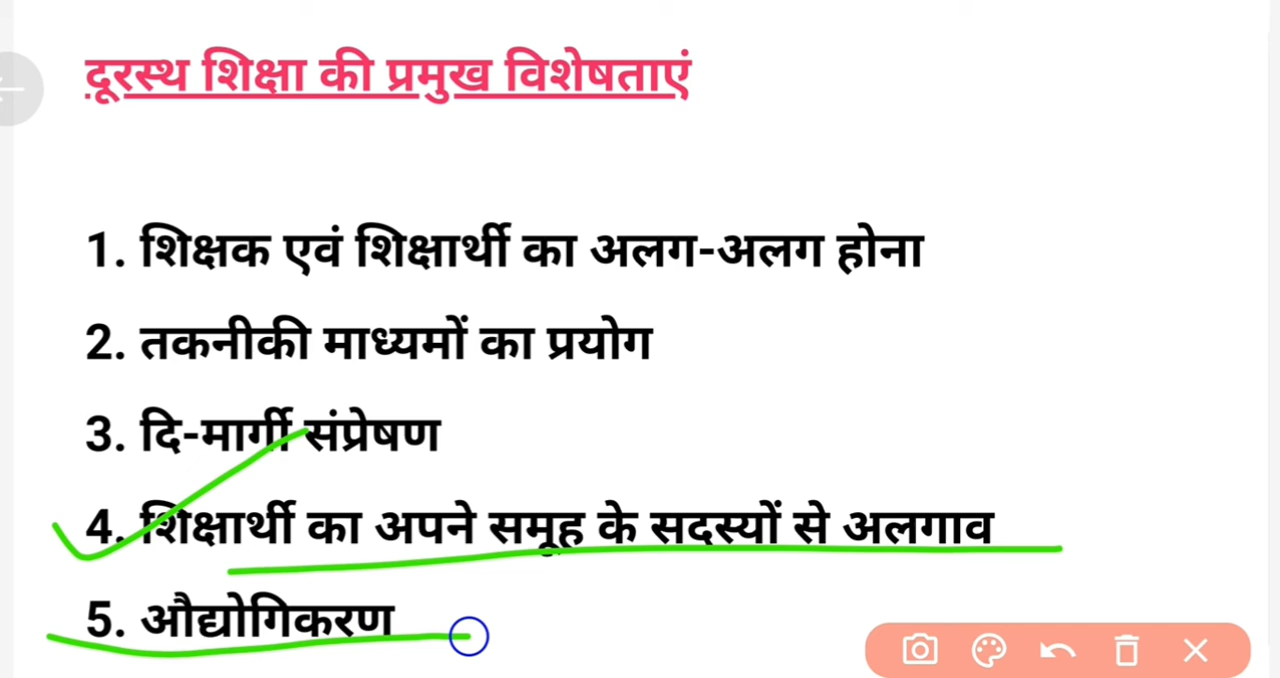 दूरस्थ शिक्षा की प्रमुख विशेषताएं
1. शिक्षक एवं शिक्षार्थी का अलग-अलग होना
2. तकनीकी माध्यमों का प्रयोग
3. दि-मार्गी संप्रेषण
4. शिक्षार्थी का अपने समूह के सदस्यों से अलगाव
5. औद्योगिकरण